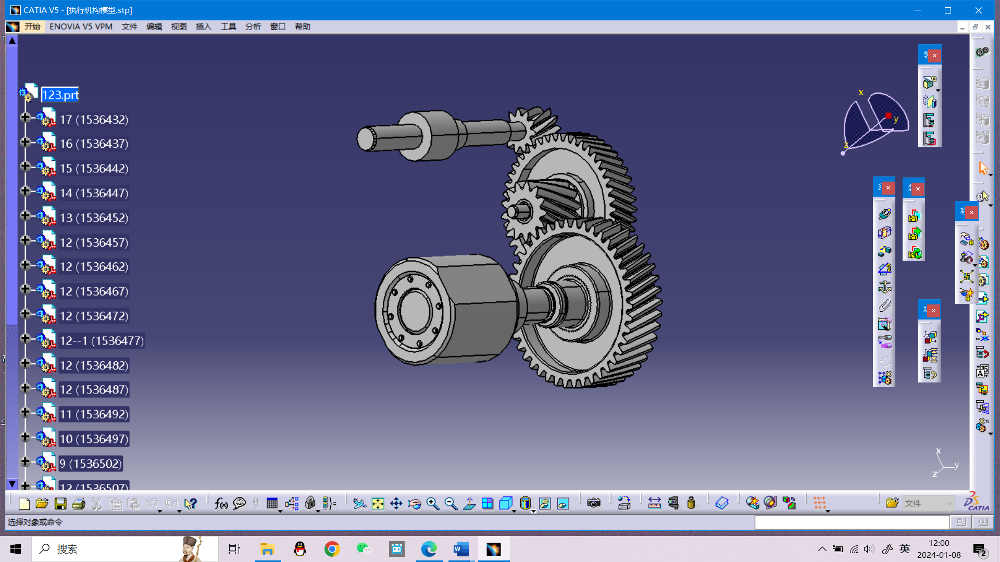 CATIA V5 - [执行机构模型.stp]
开始 ENOVIA V5 VPM 文件 编辑 视图 插入 工具 分析 窗口 帮助
123.prt
17 (1536432)
16 (1536437)
15 (1536442)
14 (1536447)
13 (1536452)
12 (1536457)
12 (1536462)
12 (1536467)
12 (1536472)
12--1 (1536477)
12 (1536482)
12 (1536487)
11 (1536492)
10 (1536497)
9 (1536502)
12 (1536507)
x
y
z
x
y
z
f(x)
文件
CATIA
选择对象或命令
搜索
英
12:00
2024-01-08
2